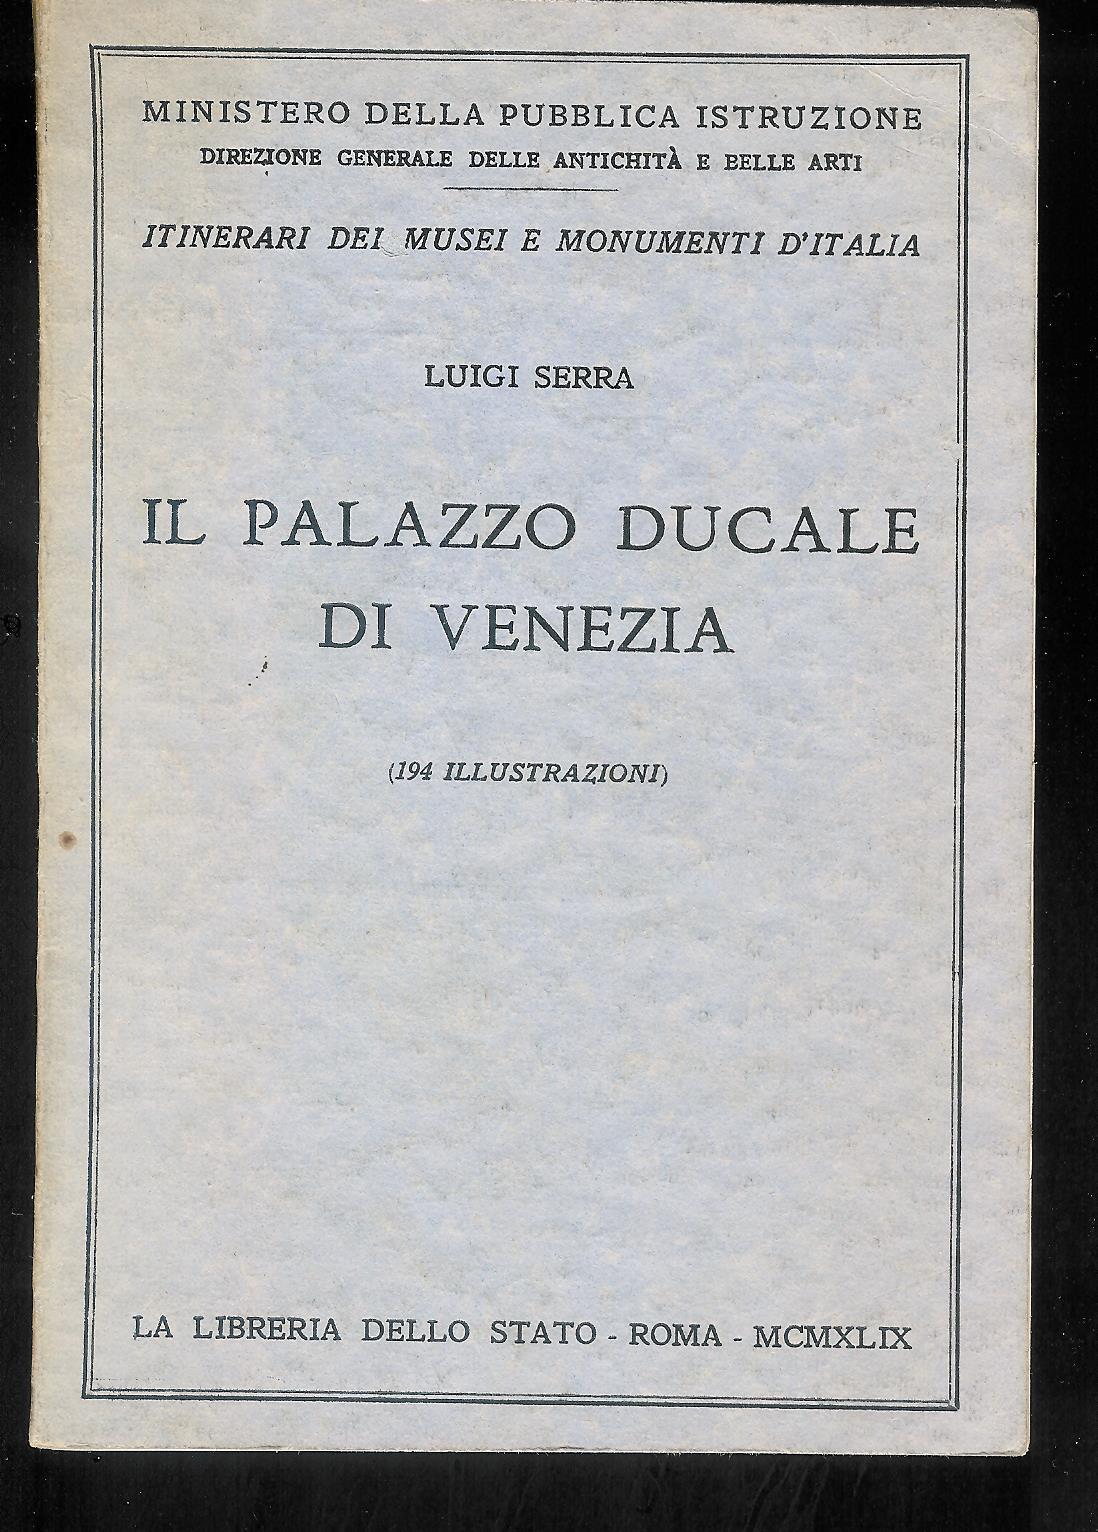 MINISTERO DELLA PUBBLICA ISTRUZIONE
DIREZIONE GENERALE DELLE ANTICHITÀ E BELLE ARTI
ITINERARI DEI MUSEI E MONUMENTI D'ITALIA
LUIGI SERRA
IL PALAZZO DUCALE
DI VENEZIA
(194 ILLUSTRAZIONI)
LA LIBRERIA DELLO STATO - ROMA - MCMXLIX